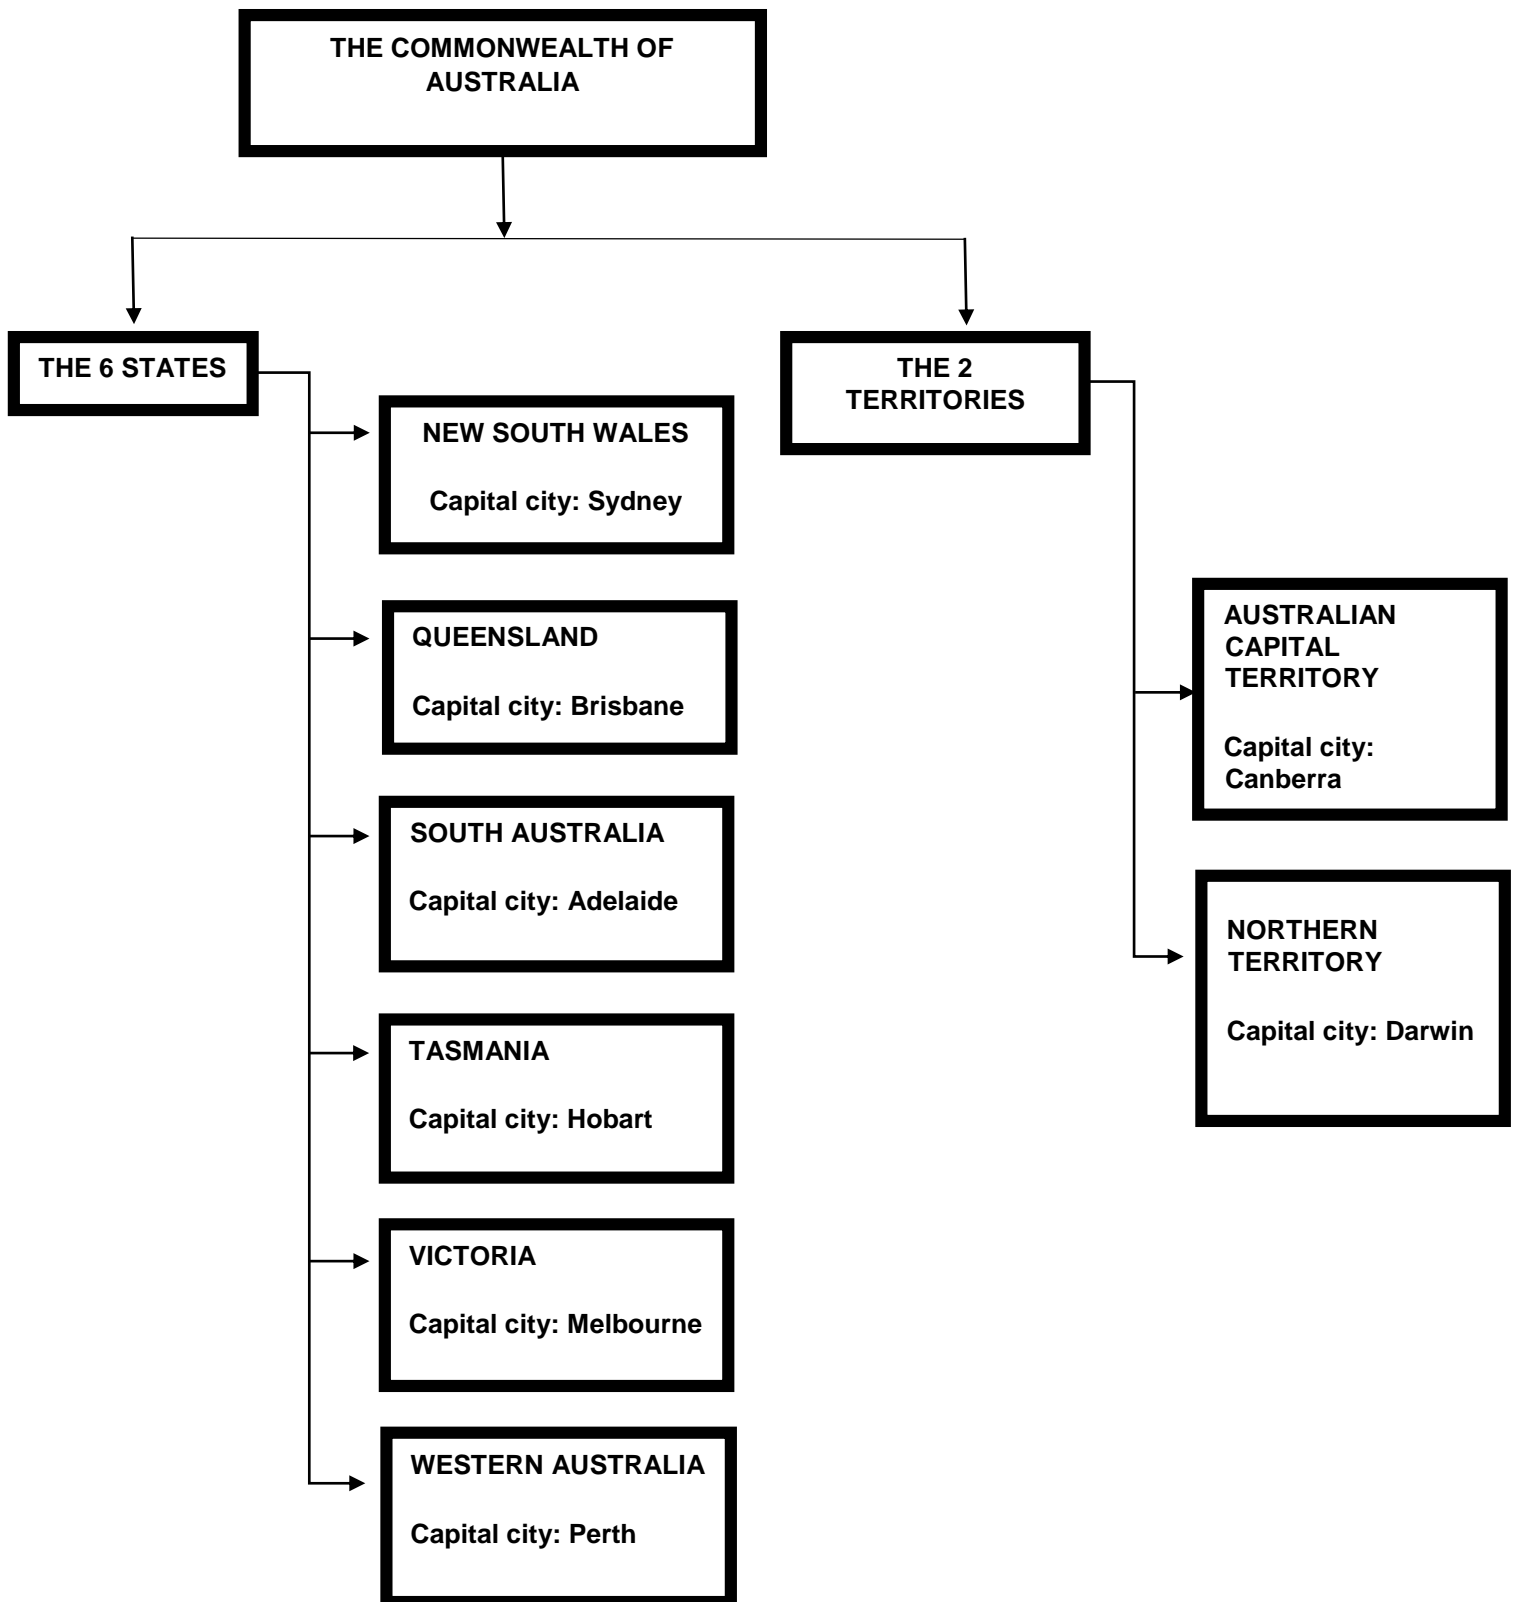 THE COMMONWEALTH OF
AUSTRALIA
THE 6 STATES
NEW SOUTH WALES
Capital city: Sydney
QUEENSLAND
Capital city: Brisbane
SOUTH AUSTRALIA
Capital city: Adelaide
TASMANIA
Capital city: Hobart
VICTORIA
Capital city: Melbourne
WESTERN AUSTRALIA
Capital city: Perth
THE 2
TERRITORIES
AUSTRALIAN
CAPITAL
TERRITORY
Capital city:
Canberra
NORTHERN
TERRITORY
Capital city: Darwin